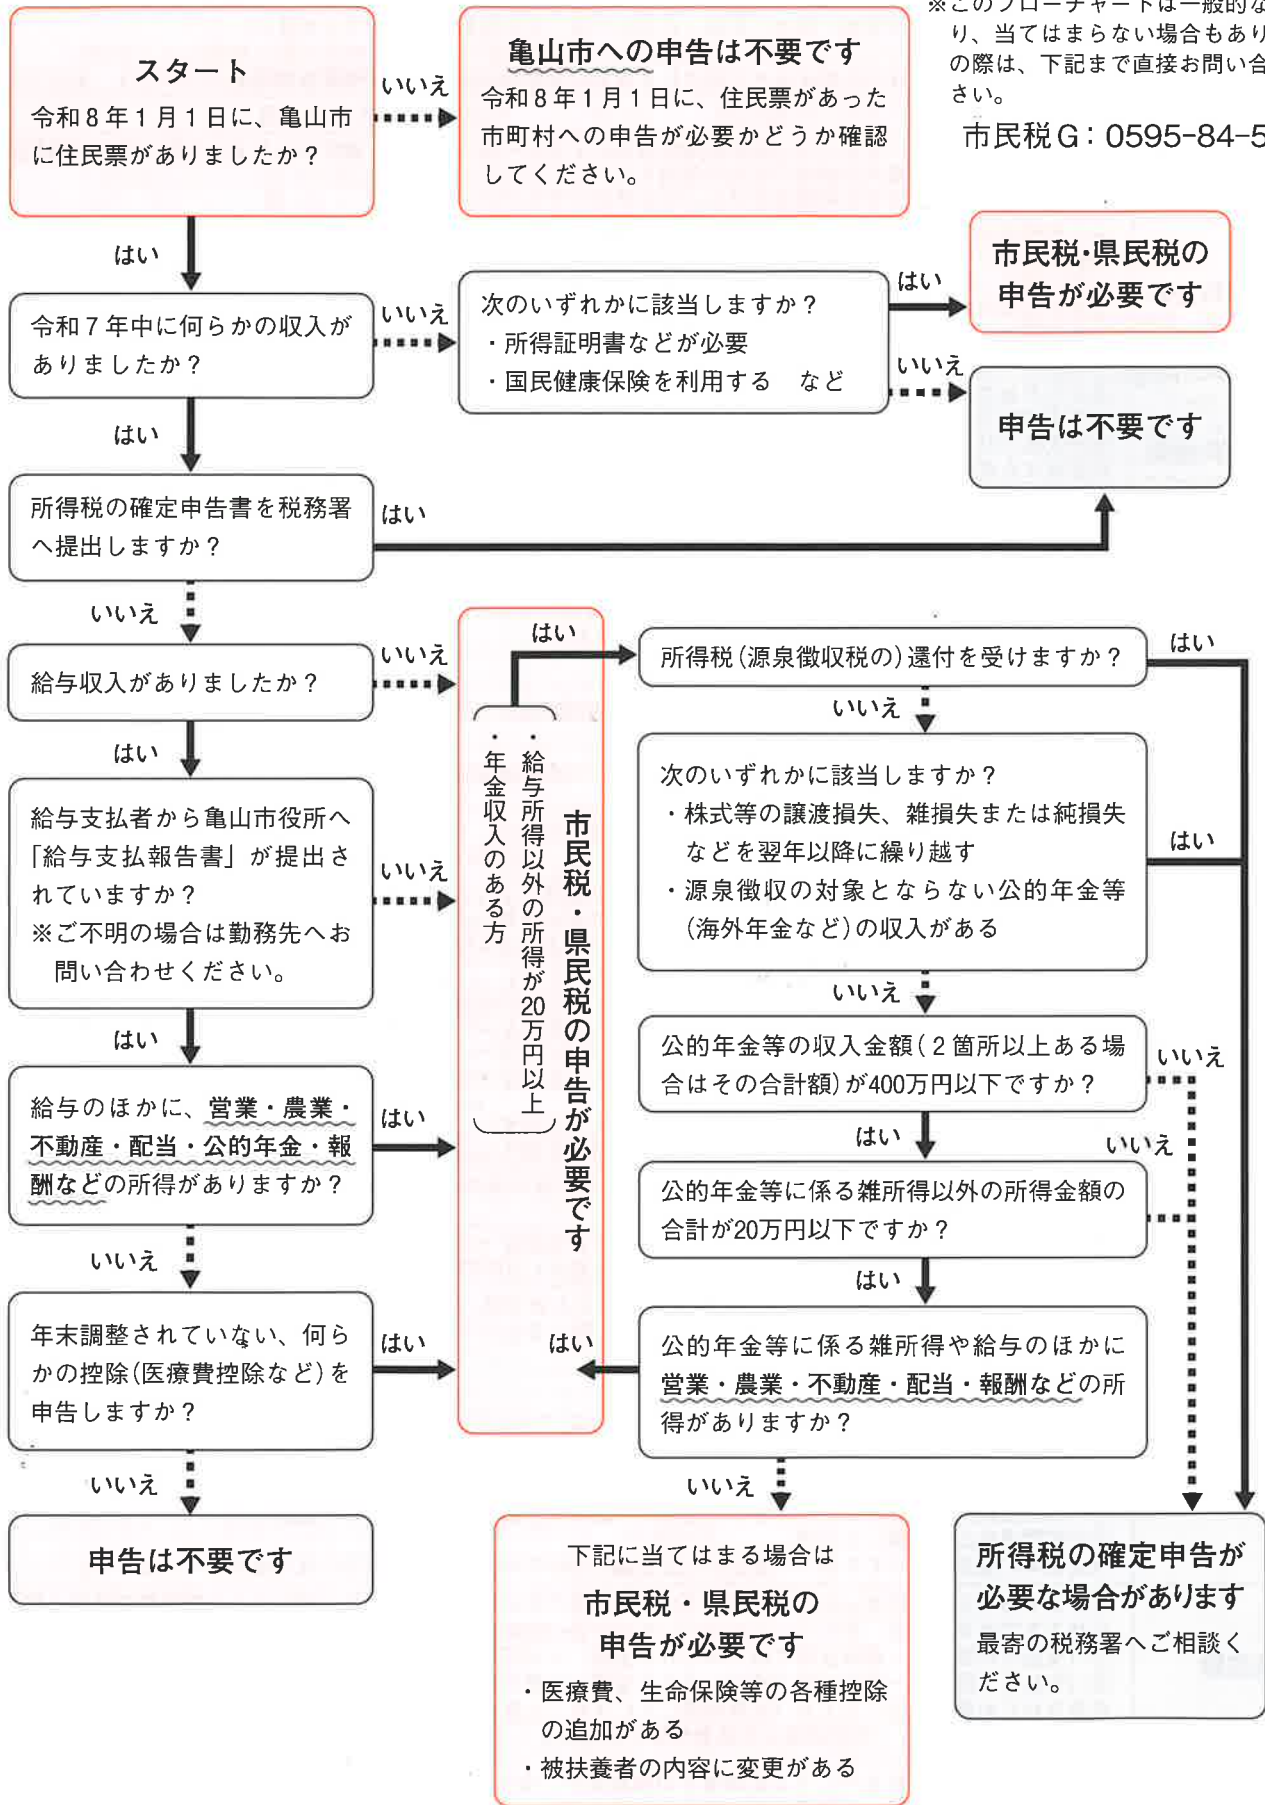 スタート
令和8年1月1日に、亀山市
に住民票がありましたか？
いいえ
亀山市への申告は不要です
令和8年1月1日に、住民票があった
市町村への申告が必要かどうか確認
してください。
※このフローチャートは一般的な
り、当てはまらない場合もあり
の際は、下記まで直接お問い合
さい。
市民税G：0595-84-5
はい
令和7年中に何らかの収入が
ありましたか？
いいえ
次のいずれかに該当しますか？
・所得証明書などが必要
・国民健康保険を利用する　など
はい
市民税・県民税の
申告が必要です
いいえ
申告は不要です
はい
所得税の確定申告書を税務署
へ提出しますか？
はい
いいえ
給与収入がありましたか？
いいえ
はい
給与支払者から亀山市役所へ
「給与支払報告書」が提出さ
れていますか？
※ご不明の場合は勤務先へお
問い合わせください。
いいえ
はい
給与のほかに、営業・農業・
不動産・配当・公的年金・報
酬などの所得がありますか？
はい
いいえ
年末調整されていない、何ら
かの控除(医療費控除など)を
申告しますか？
はい
いいえ
申告は不要です
市民税・県民税の申告が必要です
・給与所得以外の所得が20万円以上
・年金収入のある方
はい
所得税(源泉徴収税の)還付を受けますか？
はい
いいえ
次のいずれかに該当しますか？
・株式等の譲渡損失、雑損失または純損失
などを翌年以降に繰り越す
・源泉徴収の対象とならない公的年金等
(海外年金など)の収入がある
はい
いいえ
公的年金等の収入金額(2箇所以上ある場
合はその合計額)が400万円以下ですか？
いいえ
はい
公的年金等に係る雑所得以外の所得金額の
合計が20万円以下ですか？
いいえ
はい
公的年金等に係る雑所得や給与のほかに
営業・農業・不動産・配当・報酬などの所
得がありますか？
はい
いいえ
下記に当てはまる場合は
市民税・県民税の
申告が必要です
・医療費、生命保険等の各種控除
の追加がある
・被扶養者の内容に変更がある
所得税の確定申告が
必要な場合があります
最寄の税務署へご相談く
ださい。